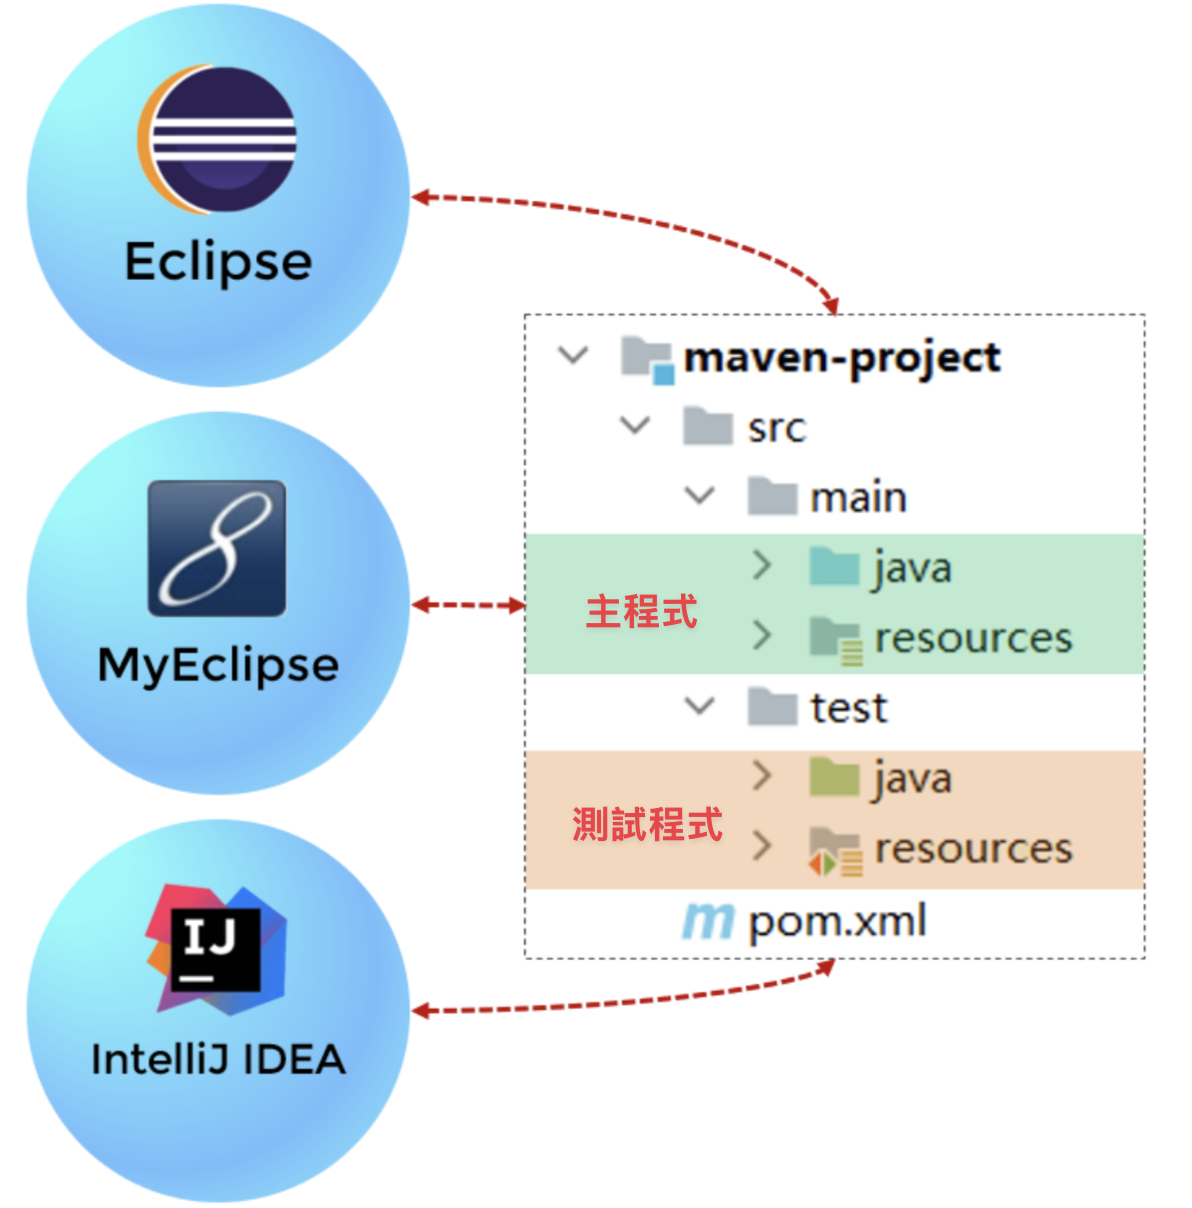 Eclipse
MyEclipse
IJ
IntelliJ IDEA
maven-project
src
main
java
主程式
resources
test
java
測試程式
resources
m pom.xml